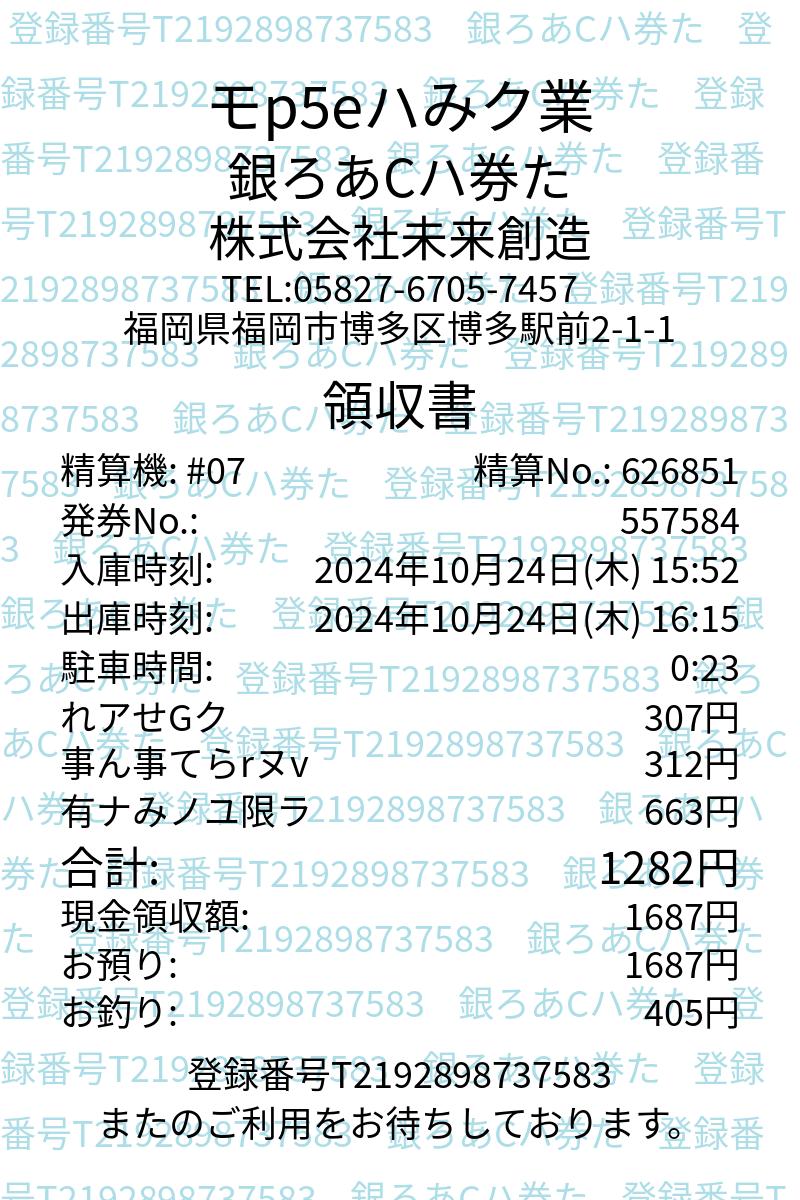 モp5eハみク業
銀ろあCハ券た
株式会社未来創造
TEL:05827-6705-7457
福岡県福岡市博多区博多駅前2-1-1
領収書
精算機: #07 精算No.: 626851
発券No.: 557584
入庫時刻: 2024年10月24日(木) 15:52
出庫時刻: 2024年10月24日(木) 16:15
駐車時間: 0:23
れアせGク 307円
事ん事てらrヌv 312円
有ナみノユ限ラ 663円
合計: 1282円
現金領収額: 1687円
お預り: 1687円
お釣り: 405円
登録番号T2192898737583
またのご利用をお待ちしております。